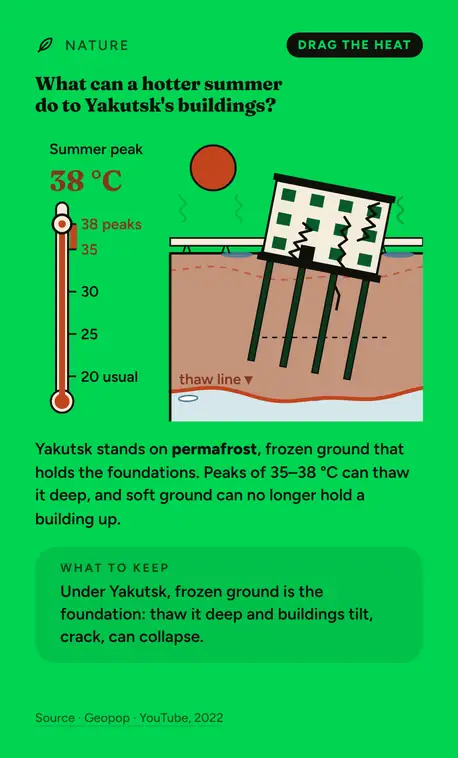 NATURE
DRAG THE HEAT
What can a hotter summer
do to Yakutsk's buildings?
Summer peak
38 °C
38 peaks
35
30
25
20 usual
thaw line ▼
Yakutsk stands on permafrost, frozen ground that
holds the foundations. Peaks of 35–38 °C can thaw
it deep, and soft ground can no longer hold a
building up.
WHAT TO KEEP
Under Yakutsk, frozen ground is the
foundation: thaw it deep and buildings tilt,
crack, can collapse.
Source · Geopop · YouTube, 2022